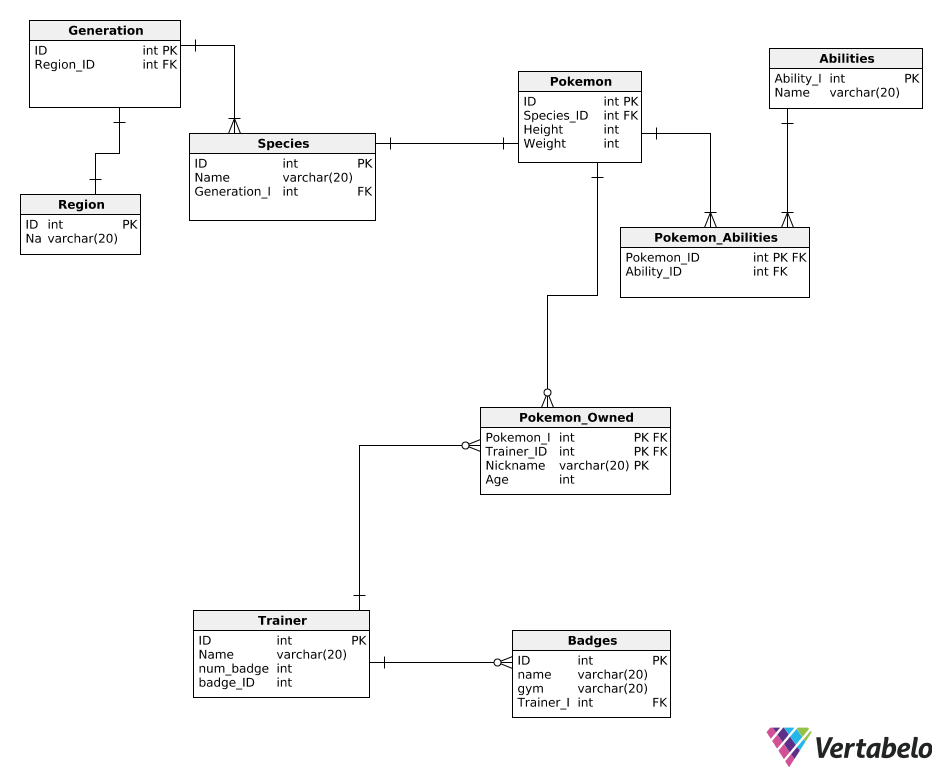 Generation
ID int PK
Region_ID int FK
Region
ID int PK
Na varchar(20)
Species
ID int PK
Name varchar(20)
Generation_I int FK
Pokemon
ID int PK
Species_ID int FK
Height int
Weight int
Abilities
Ability_I int PK
Name varchar(20)
Pokemon_Abilities
Pokemon_ID int PK FK
Ability_ID int FK
Pokemon_Owned
Pokemon_I int PK FK
Trainer_ID int PK FK
Nickname varchar(20) PK
Age int
Trainer
ID int PK
Name varchar(20)
num_badge int
badge_ID int
Badges
ID int PK
name varchar(20)
gym varchar(20)
Trainer_I int FK
Vertabelo